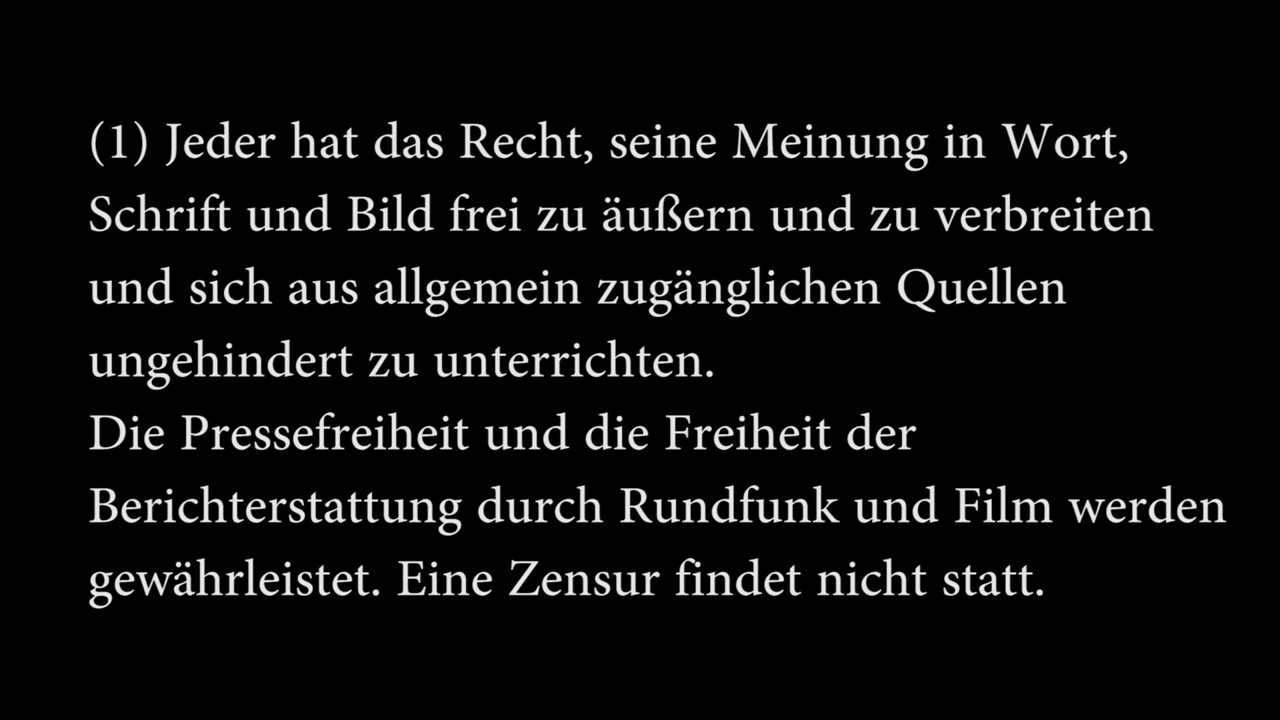 (1) Jeder hat das Recht, seine Meinung in Wort,
Schrift und Bild frei zu äußern und zu verbreiten
und sich aus allgemein zugänglichen Quellen
ungehindert zu unterrichten.
Die Pressefreiheit und die Freiheit der
Berichterstattung durch Rundfunk und Film werden
gewährleistet. Eine Zensur findet nicht statt.